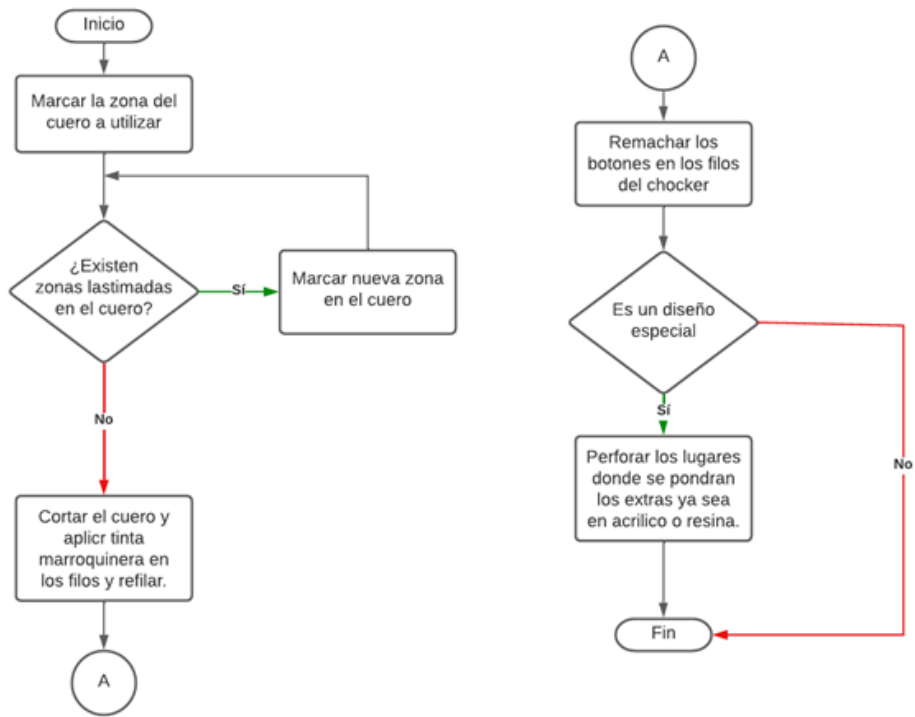 Inicio
Marcar la zona del
cuero a utilizar
¿Existen
zonas lastimadas
en el cuero?
Sí
Marcar nueva zona
en el cuero
No
Cortar el cuero y
aplicr tinta
marroquinera en
los filos y refilar.
A
A
Remachar los
botones en los filos
del chocker
Es un diseño
especial
Sí
No
Perforar los lugares
donde se pondran
los extras ya sea
en acrilico o resina.
Fin